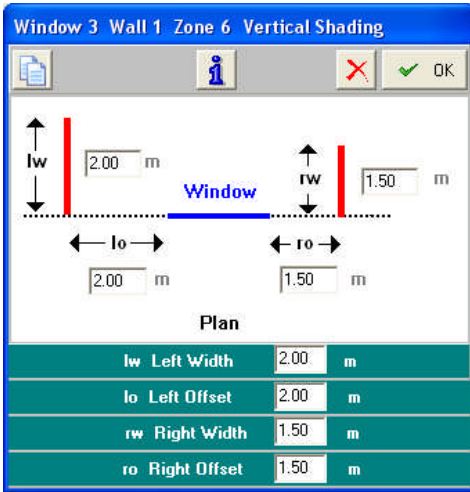 Window 3 Wall 1 Zone 6 Vertical Shading
i
OK
lw
2.00 m
rw
1.50 m
Window
lo
ro
2.00 m
1.50 m
Plan
lw Left Width 2.00 m
lo Left Offset 2.00 m
rw Right Width 1.50 m
ro Right Offset 1.50 m